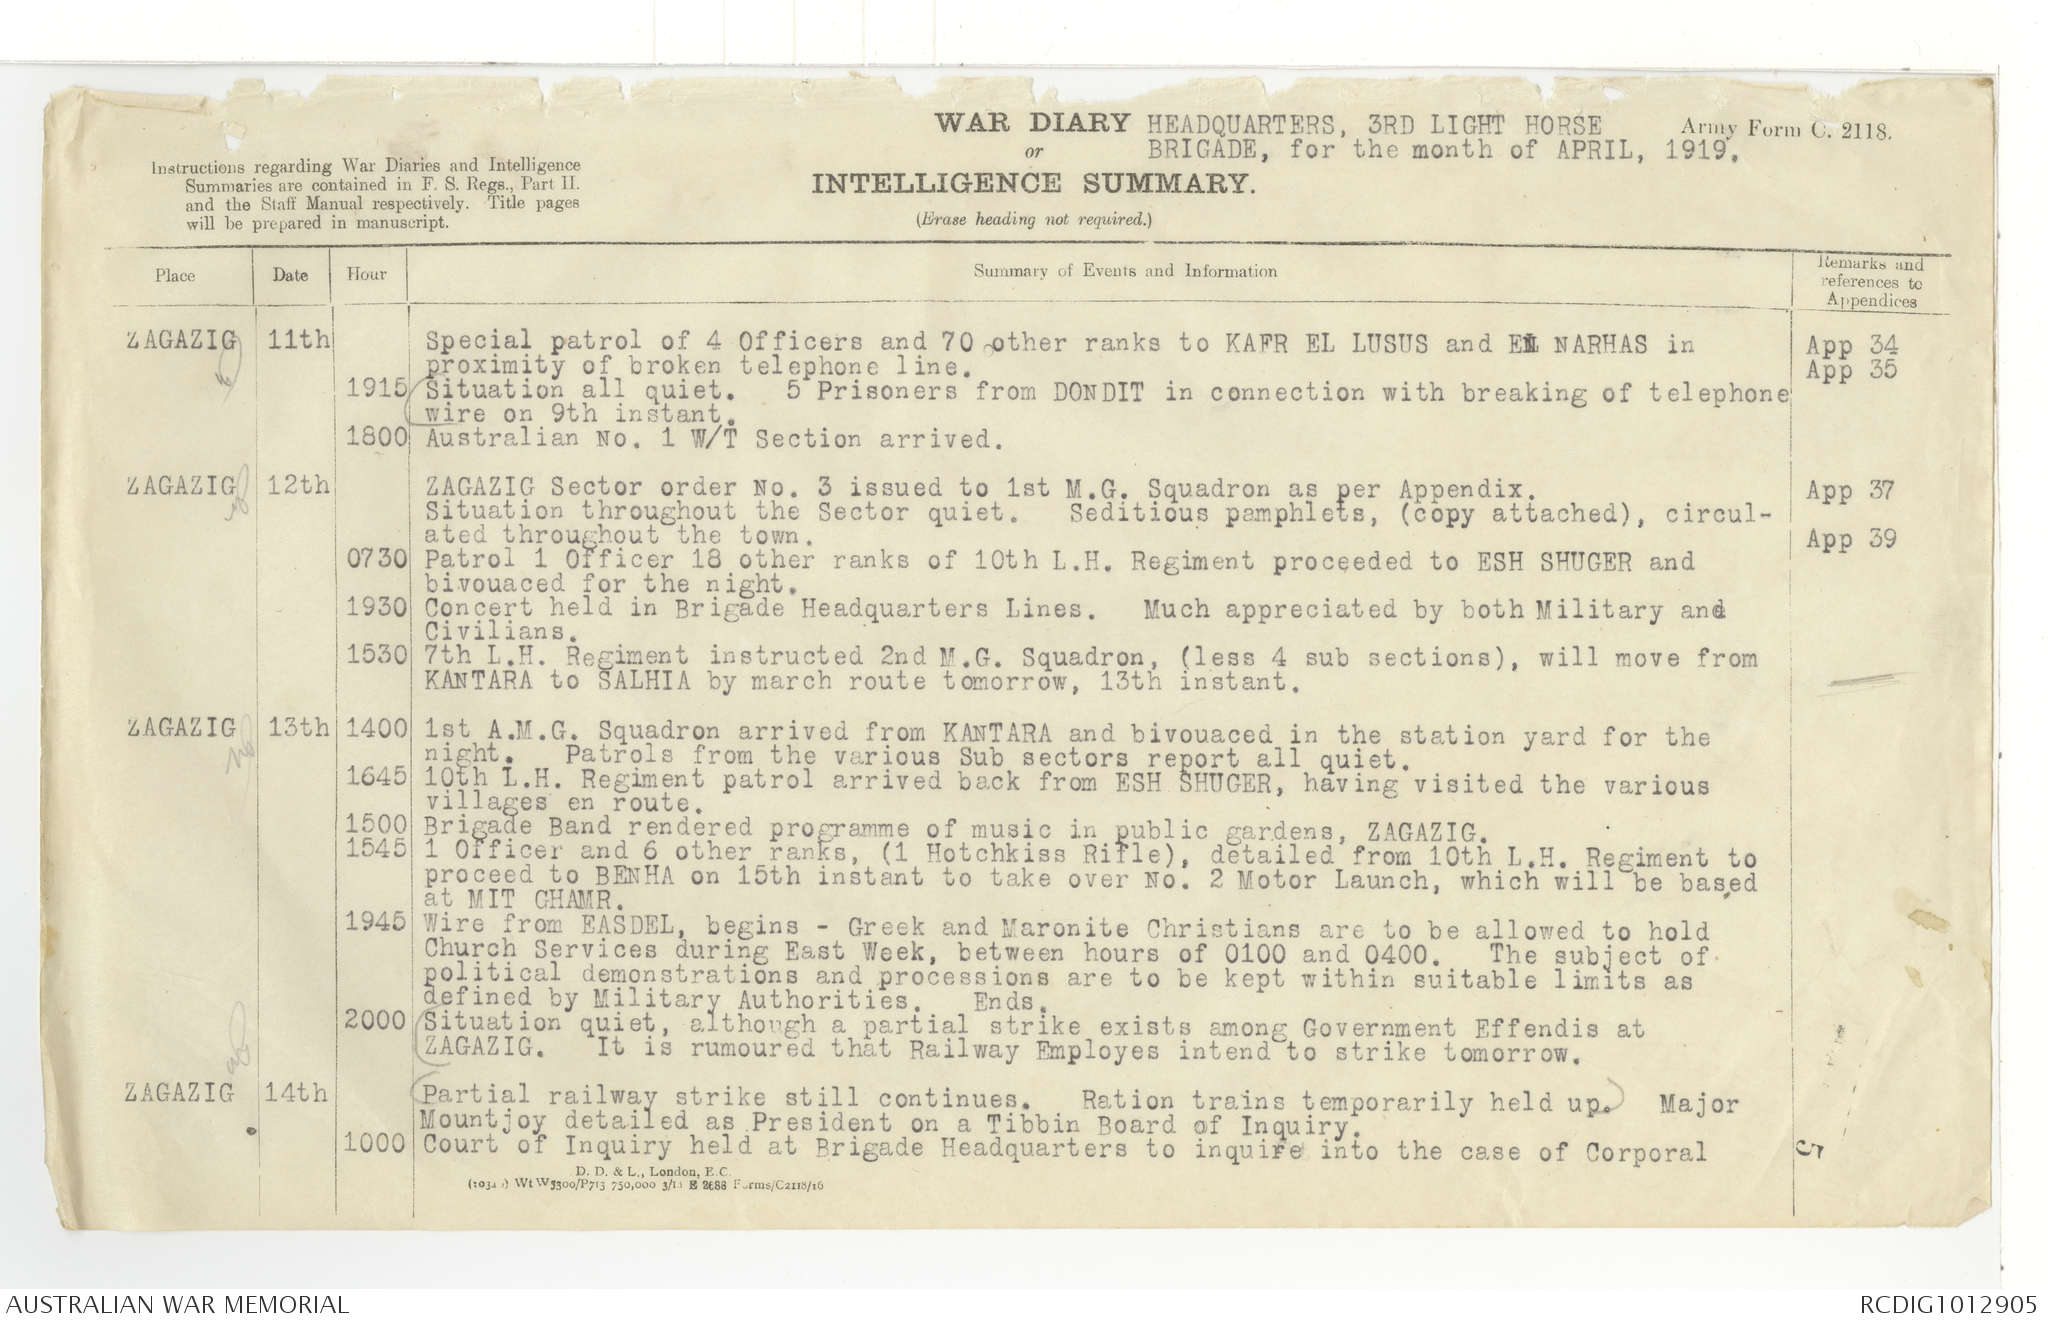 WAR DIARY HEADQUARTERS, 3RD LIGHT HORSE Army Form C. 2118.
or BRIGADE, for the month of APRIL, 1919.
INTELLIGENCE SUMMARY.
(Erase heading not required.)
Instructions regarding War Diaries and Intelligence
Summaries are contained in F. S. Regs., Part II.
and the Staff Manual respectively. Title pages
will be prepared in manuscript.
Place Date Hour Summary of Events and Information Remarks and
references to
Appendices
ZAGAZIG 11th Special patrol of 4 Officers and 70 other ranks to KAFR EL LUSUS and EL NARHAS in App 34
proximity of broken telephone line. App 35
1915 Situation all quiet. 5 Prisoners from DONDIT in connection with breaking of telephone
wire on 9th instant.
1800 Australian No. 1 W/T Section arrived.
ZAGAZIG 12th ZAGAZIG Sector order No. 3 issued to 1st M.G. Squadron as per Appendix. App 37
Situation throughout the Sector quiet. Seditious pamphlets, (copy attached), circul-
ated throughout the town. App 39
0730 Patrol 1 Officer 18 other ranks of 10th L.H. Regiment proceeded to ESH SHUGER and
bivouaced for the night.
1930 Concert held in Brigade Headquarters Lines. Much appreciated by both Military and
Civilians.
1530 7th L.H. Regiment instructed 2nd M.G. Squadron, (less 4 sub sections), will move from
KANTARA to SALHIA by march route tomorrow, 13th instant.
ZAGAZIG 13th 1400 1st A.M.G. Squadron arrived from KANTARA and bivouaced in the station yard for the
night. Patrols from the various Sub sectors report all quiet.
1645 10th L.H. Regiment patrol arrived back from ESH SHUGER, having visited the various
villages en route.
1500 Brigade Band rendered programme of music in public gardens, ZAGAZIG.
1545 1 Officer and 6 other ranks, (1 Hotchkiss Rifle), detailed from 10th L.H. Regiment to
proceed to BENHA on 15th instant to take over No. 2 Motor Launch, which will be based
at MIT GHAMR.
1945 Wire from EASDEL, begins - Greek and Maronite Christians are to be allowed to hold
Church Services during East Week, between hours of 0100 and 0400. The subject of
political demonstrations and processions are to be kept within suitable limits as
defined by Military Authorities. Ends.
2000 Situation quiet, although a partial strike exists among Government Effendis at
ZAGAZIG. It is rumoured that Railway Employes intend to strike tomorrow.
ZAGAZIG 14th Partial railway strike still continues. Ration trains temporarily held up. Major
Mountjoy detailed as President on a Tibbin Board of Inquiry.
1000 Court of Inquiry held at Brigade Headquarters to inquire into the case of Corporal
D. D. & L., London, E.C.
Wt W5300/P713 750,000 E 2688 Forms/C2118/16
AUSTRALIAN WAR MEMORIAL RCDIG1012905